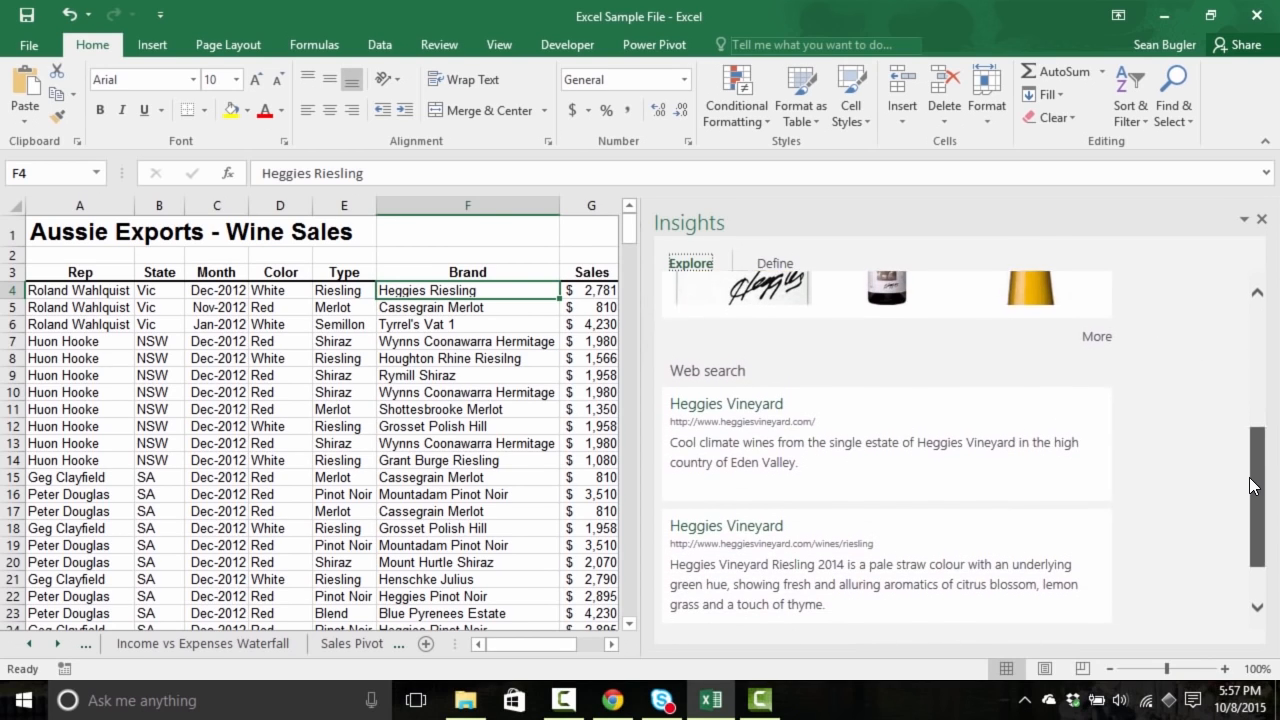 Excel Sample File - Excel
File Home Insert Page Layout Formulas Data Review View Developer Power Pivot Tell me what you want to do... Sean Bugler Share
Paste
Arial 10 A A
B I U A
Wrap Text
Merge & Center
General
$ % ,
Conditional Formatting
Format as Table
Cell Styles
Insert
Delete
Format
AutoSum
Fill
Clear
Sort & Filter
Find & Select
Clipboard Font Alignment Number Styles Cells Editing
F4 fx Heggies Riesling
A B C D E F G
1 Aussie Exports - Wine Sales
2
3 Rep State Month Color Type Brand Sales
4 Roland Wahlquist Vic Dec-2012 White Riesling Heggies Riesling $ 2,781
5 Roland Wahlquist Vic Nov-2012 Red Merlot Cassegrain Merlot $ 810
6 Roland Wahlquist Vic Jan-2012 White Semillon Tyrrel's Vat 1 $ 4,230
7 Huon Hooke NSW Dec-2012 Red Shiraz Wynns Coonawarra Hermitage $ 1,980
8 Huon Hooke NSW Dec-2012 White Riesling Houghton Rhine Riesilng $ 1,566
9 Huon Hooke NSW Dec-2012 Red Shiraz Rymill Shiraz $ 1,958
10 Huon Hooke NSW Dec-2012 Red Shiraz Wynns Coonawarra Hermitage $ 1,980
11 Huon Hooke NSW Dec-2012 Red Merlot Shottesbrooke Merlot $ 1,350
12 Huon Hooke NSW Dec-2012 White Riesling Grosset Polish Hill $ 1,958
13 Huon Hooke NSW Dec-2012 Red Shiraz Wynns Coonawarra Hermitage $ 1,980
14 Huon Hooke NSW Dec-2012 White Riesling Grant Burge Riesling $ 1,080
15 Geg Clayfield SA Dec-2012 Red Merlot Cassegrain Merlot $ 810
16 Peter Douglas SA Dec-2012 Red Pinot Noir Mountadam Pinot Noir $ 3,510
17 Peter Douglas SA Dec-2012 Red Merlot Cassegrain Merlot $ 810
18 Geg Clayfield SA Dec-2012 White Riesling Grosset Polish Hill $ 1,958
19 Peter Douglas SA Dec-2012 Red Pinot Noir Mountadam Pinot Noir $ 3,510
20 Peter Douglas SA Dec-2012 Red Shiraz Mount Hurtle Shiraz $ 2,070
21 Geg Clayfield SA Dec-2012 White Riesling Henschke Julius $ 2,790
22 Peter Douglas SA Dec-2012 Red Pinot Noir Heggies Pinot Noir $ 2,895
23 Peter Douglas SA Dec-2012 Red Blend Blue Pyrenees Estate $ 4,230
24 Geg Clayfield SA Dec-2012 Red Pinot Noir Heggies Pinot Noir $ 2,895
... Income vs Expenses Waterfall Sales Pivot ...
Insights
Explore Define
Heggies
More
Web search
Heggies Vineyard
http://www.heggiesvineyard.com/
Cool climate wines from the single estate of Heggies Vineyard in the high
country of Eden Valley.
Heggies Vineyard
http://www.heggiesvineyard.com/wines/riesling
Heggies Vineyard Riesling 2014 is a pale straw colour with an underlying
green hue, showing fresh and alluring aromatics of citrus blossom, lemon
grass and a touch of thyme.
Ready 100%
Ask me anything
5:57 PM
10/8/2015